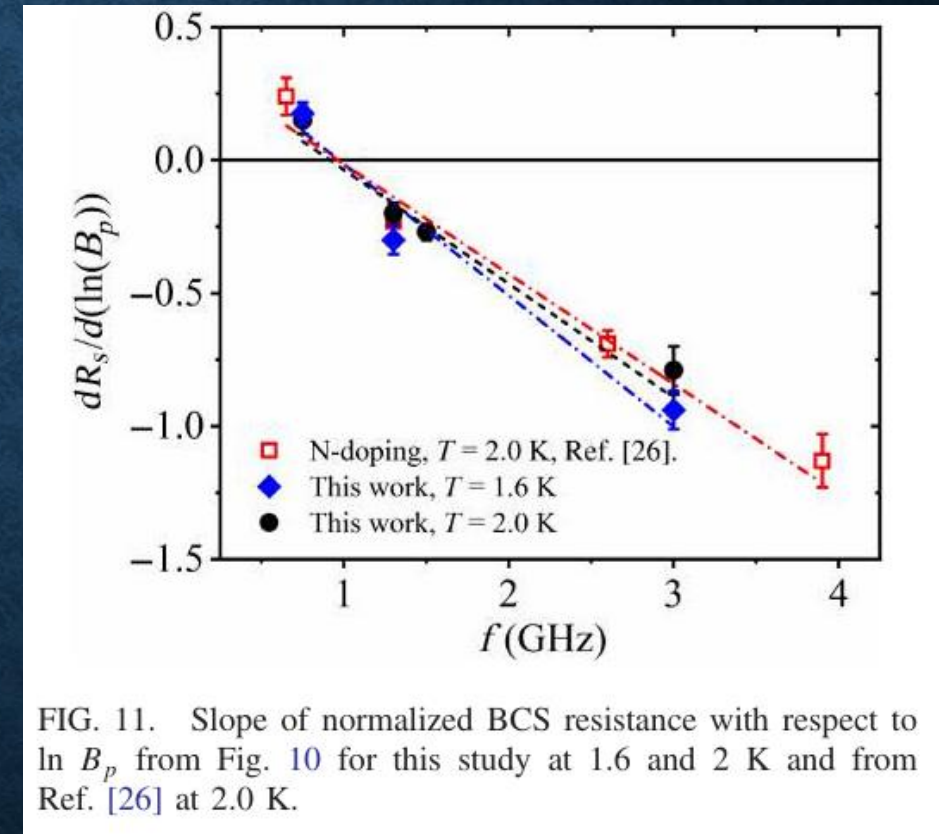 0.5
0.0
−0.5
−1.0
−1.5
dR_s/d(ln(B_p))
N-doping, T = 2.0 K, Ref. [26].
This work, T = 1.6 K
This work, T = 2.0 K
1 2 3 4
f (GHz)
FIG. 11. Slope of normalized BCS resistance with respect to
ln B_p from Fig. 10 for this study at 1.6 and 2 K and from
Ref. [26] at 2.0 K.